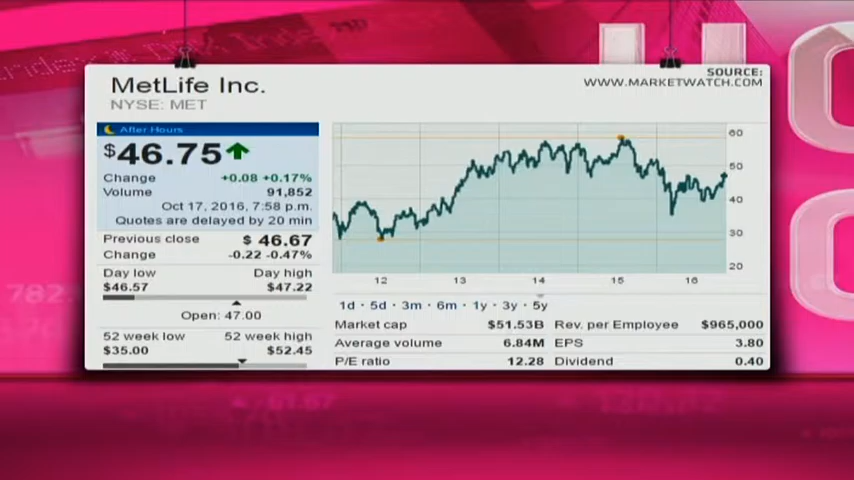 MetLife Inc.
NYSE: MET
SOURCE:
WWW.MARKETWATCH.COM
After Hours
$46.75
Change +0.08 +0.17%
Volume 91,852
Oct 17, 2016, 7:58 p.m.
Quotes are delayed by 20 min
Previous close $ 46.67
Change -0.22 -0.47%
Day low Day high
$46.57 $47.22
Open: 47.00
52 week low 52 week high
$35.00 $52.45
60
50
40
30
20
12 13 14 15 16
1d · 5d · 3m · 6m · 1y · 3y · 5y
Market cap $51.53B Rev. per Employee $965,000
Average volume 6.84M EPS 3.80
P/E ratio 12.28 Dividend 0.40